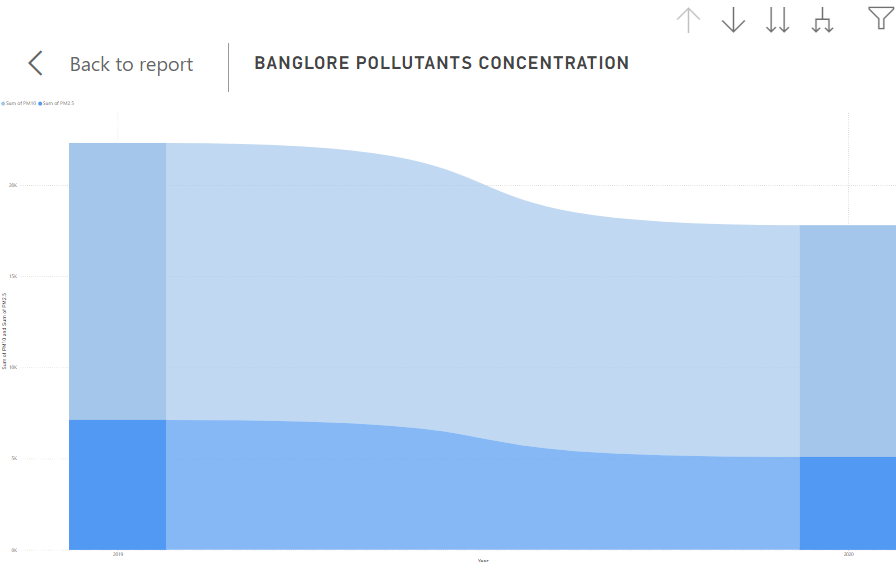 Back to report
BANGLORE POLLUTANTS CONCENTRATION
Sum of PM10 Sum of PM2.5
20K
15K
10K
5K
0K
Sum of PM10 and Sum of PM2.5
2019
2020
Year